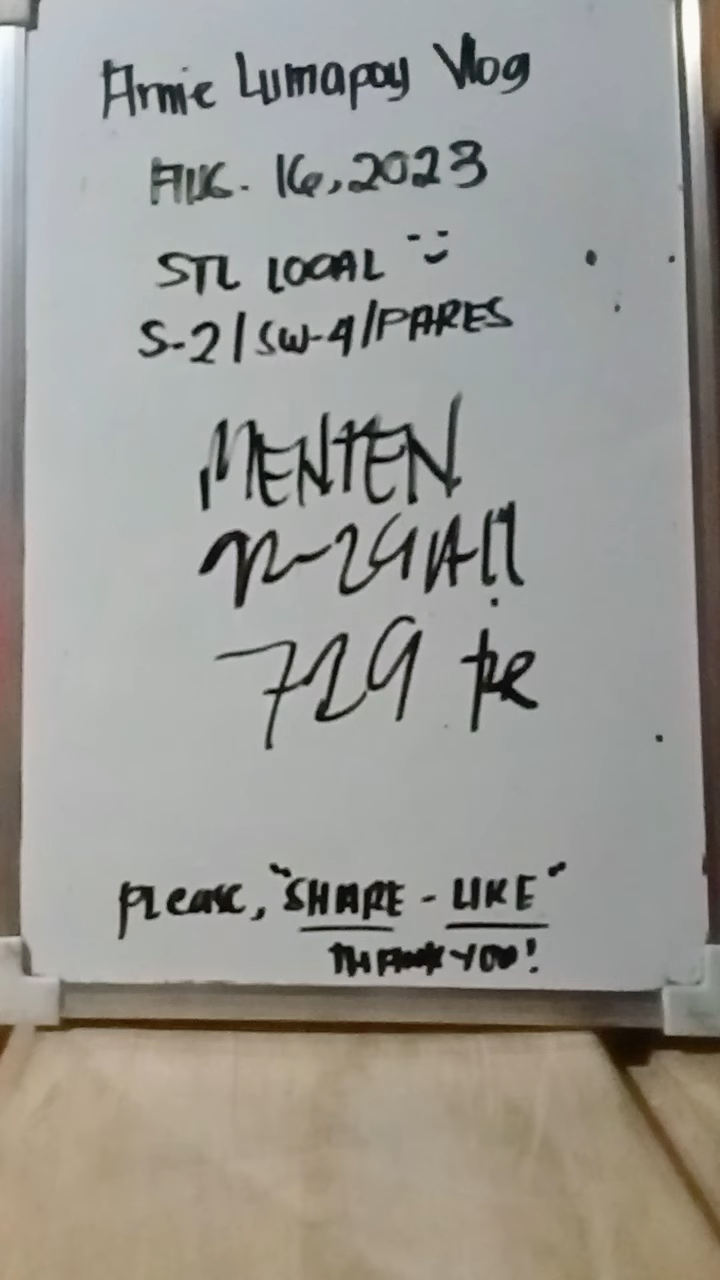 Arnie Lumapay Vlog
AUG. 16, 2023
STL LOCAL
S-2/SW-4/PARES
MENTEN
729
please, "SHARE - LIKE"
THANK YOU!